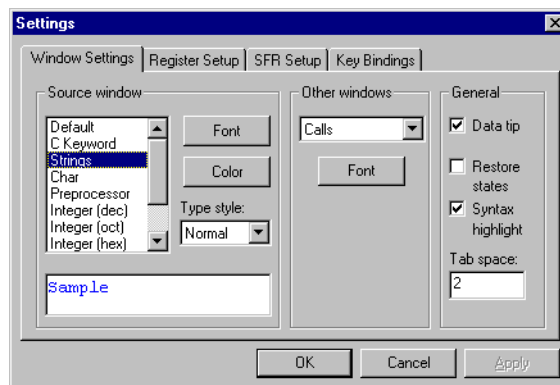 Settings
Window Settings Register Setup SFR Setup Key Bindings
Source window
Default
C Keyword
Strings
Char
Preprocessor
Integer (dec)
Integer (oct)
Integer (hex)
Font
Color
Type style:
Normal
Sample
Other windows
Calls
Font
General
Data tip
Restore
states
Syntax
highlight
Tab space:
2
OK Cancel Apply